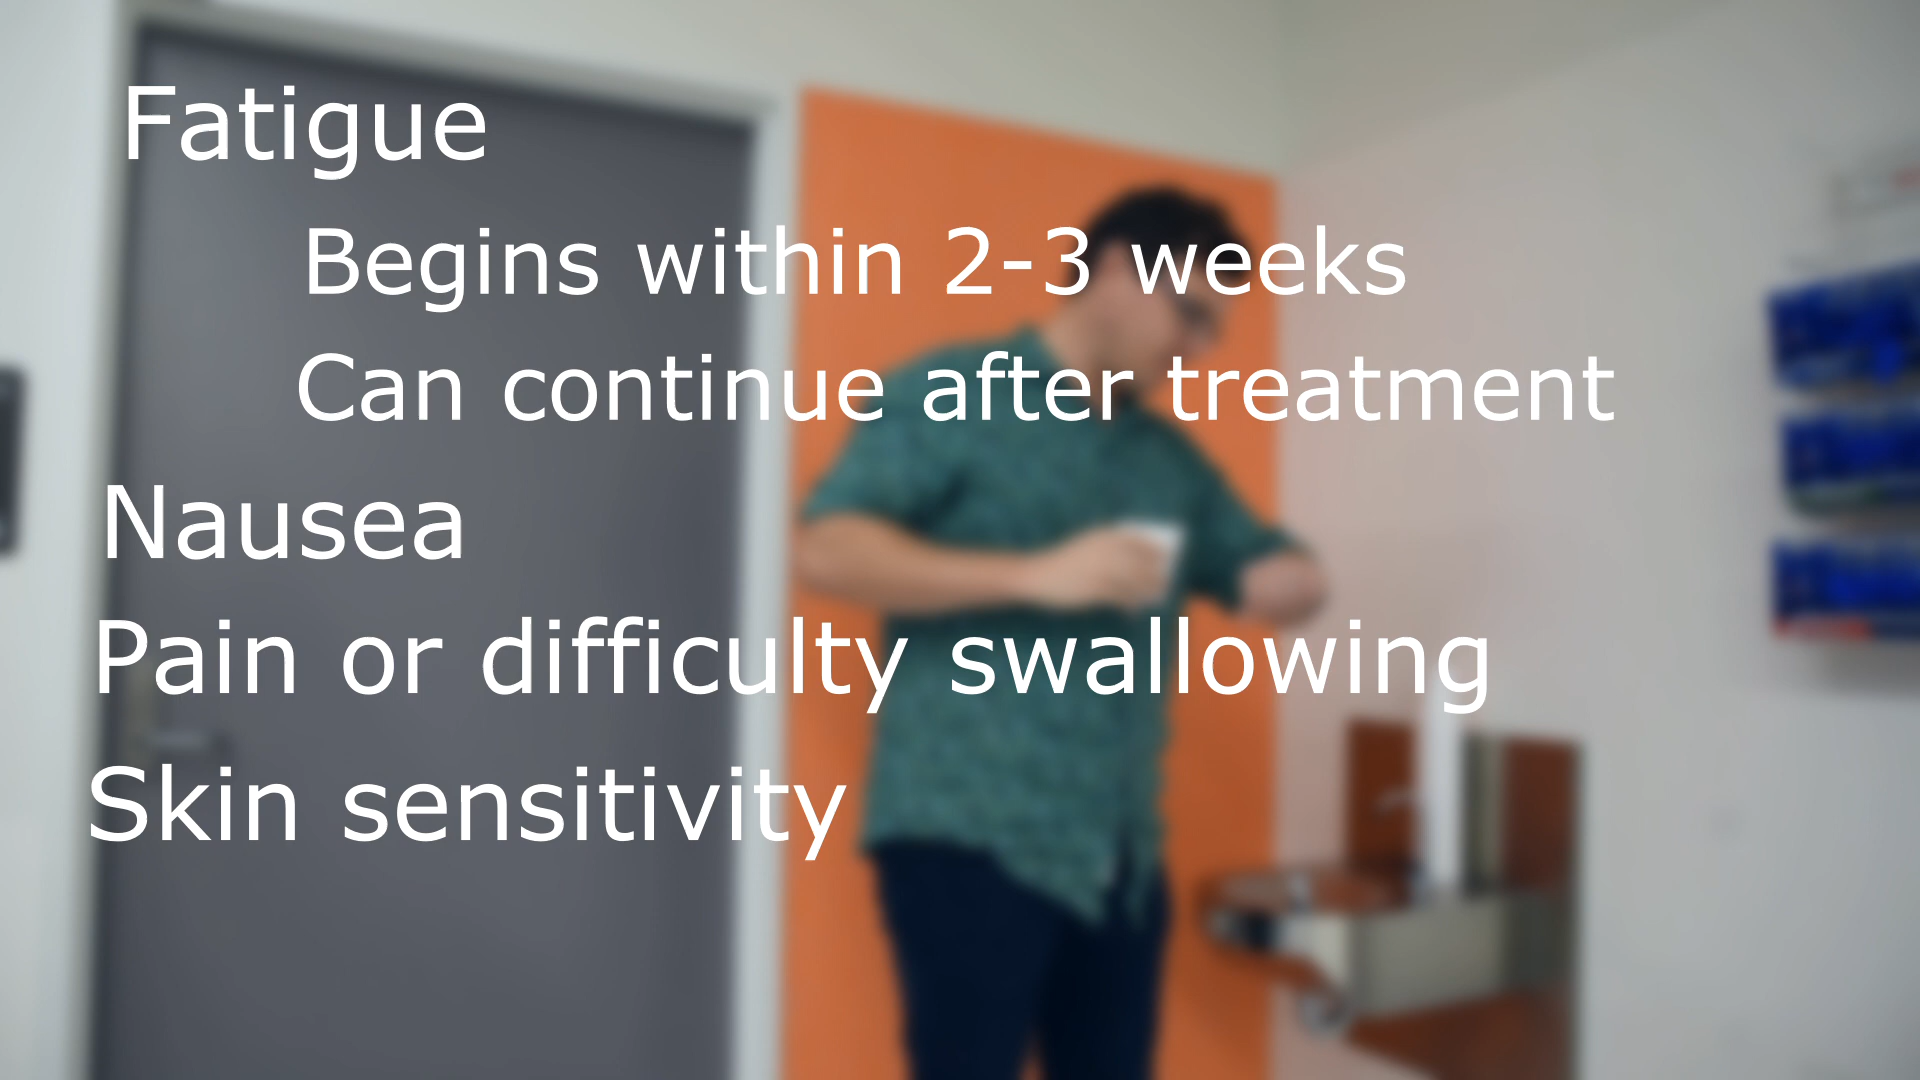 Fatigue
Begins within 2-3 weeks
Can continue after treatment
Nausea
Pain or difficulty swallowing
Skin sensitivity